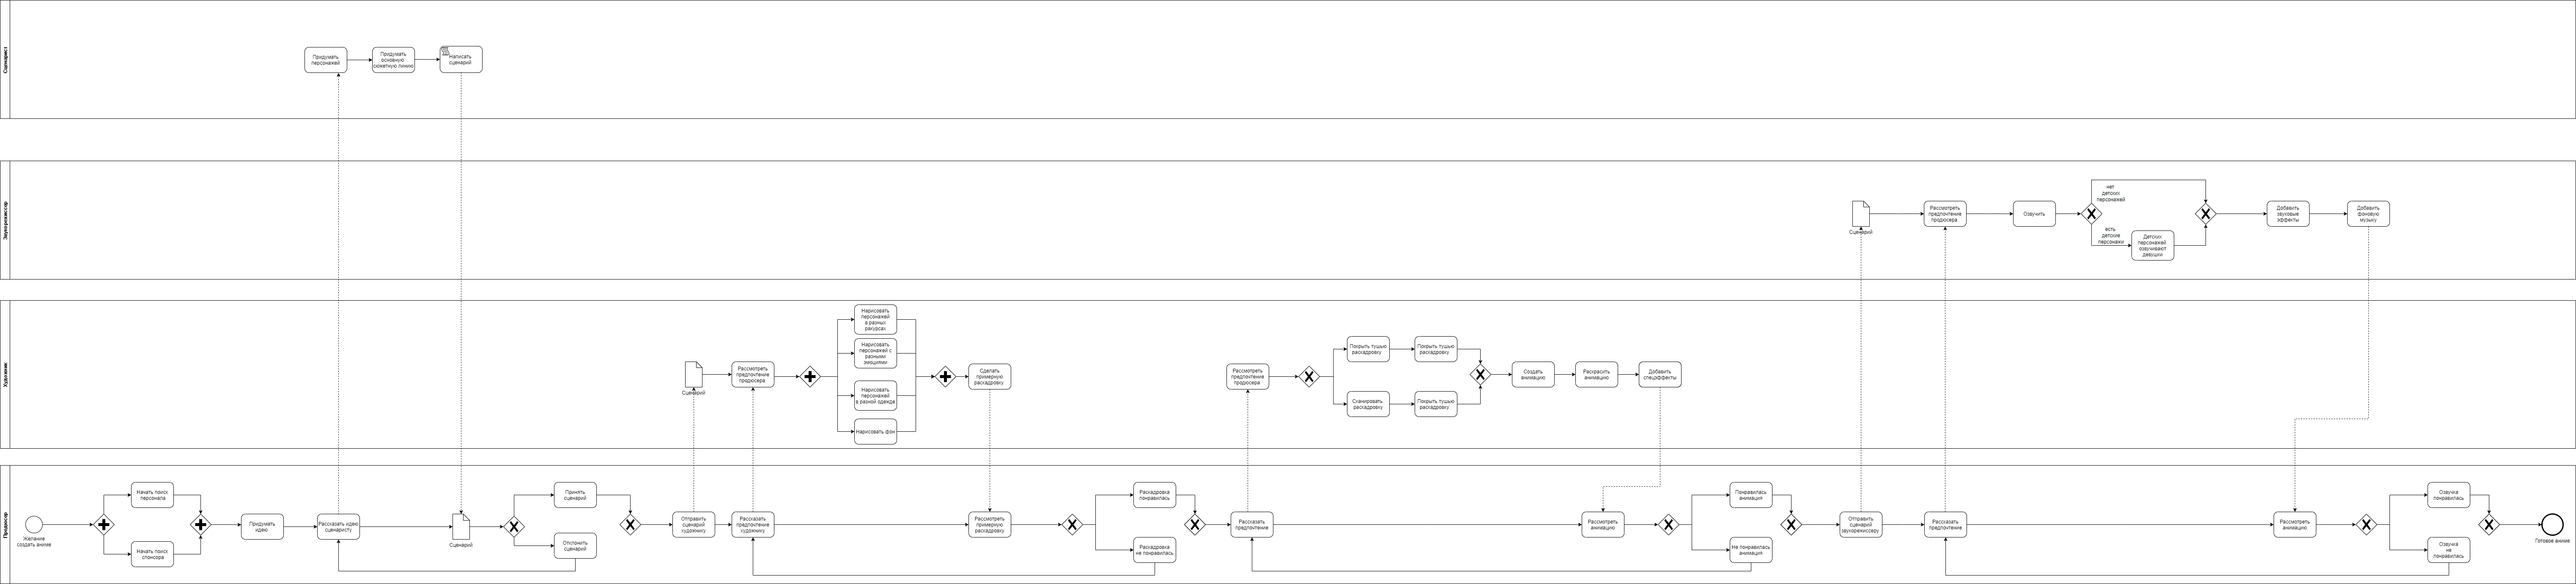 Сценарист
Придумать
персонажей
Придумать
основную
сюжетную линию
Написать
сценарий
Звукорежиссер
Сценарий
Рассмотреть
предпочтение
продюсера
Озвучить
нет
детских
персонажей
есть
детские
персонажи
Детских
персонажей
озвучивают
девушки
Добавить
звуковые
эффекты
Добавить
фоновую
музыку
Художник
Сценарий
Рассмотреть
предпочтение
продюсера
Нарисовать
персонажей
в разных
ракурсах
Нарисовать
персонажей с
разными
эмоциями
Нарисовать
персонажей
в разной одежде
Нарисовать фон
Сделать
примерную
раскадровку
Рассмотреть
предпочтение
продюсера
Покрыть тушью
раскадровку
Покрыть тушью
раскадровку
Сканировать
раскадровку
Покрыть тушью
раскадровку
Создать
анимацию
Раскрасить
анимацию
Добавить
спецэффекты
Продюсер
Желание
создать аниме
Начать поиск
персонала
Начать поиск
спонсора
Придумать
идею
Рассказать идею
сценаристу
Сценарий
Принять
сценарий
Отклонить
сценарий
Отправить
сценарий
художнику
Рассказать
предпочтение
художнику
Рассмотреть
примерную
раскадровку
Раскадровка
понравилась
Раскадровка
не понравилась
Рассказать
предпочтение
Рассмотреть
анимацию
Понравилась
анимация
Не понравилась
анимация
Отправить
сценарий
звукорежиссеру
Рассказать
предпочтение
Рассмотреть
анимацию
Озвучка
понравилась
Озвучка
не
понравилась
Готовое аниме